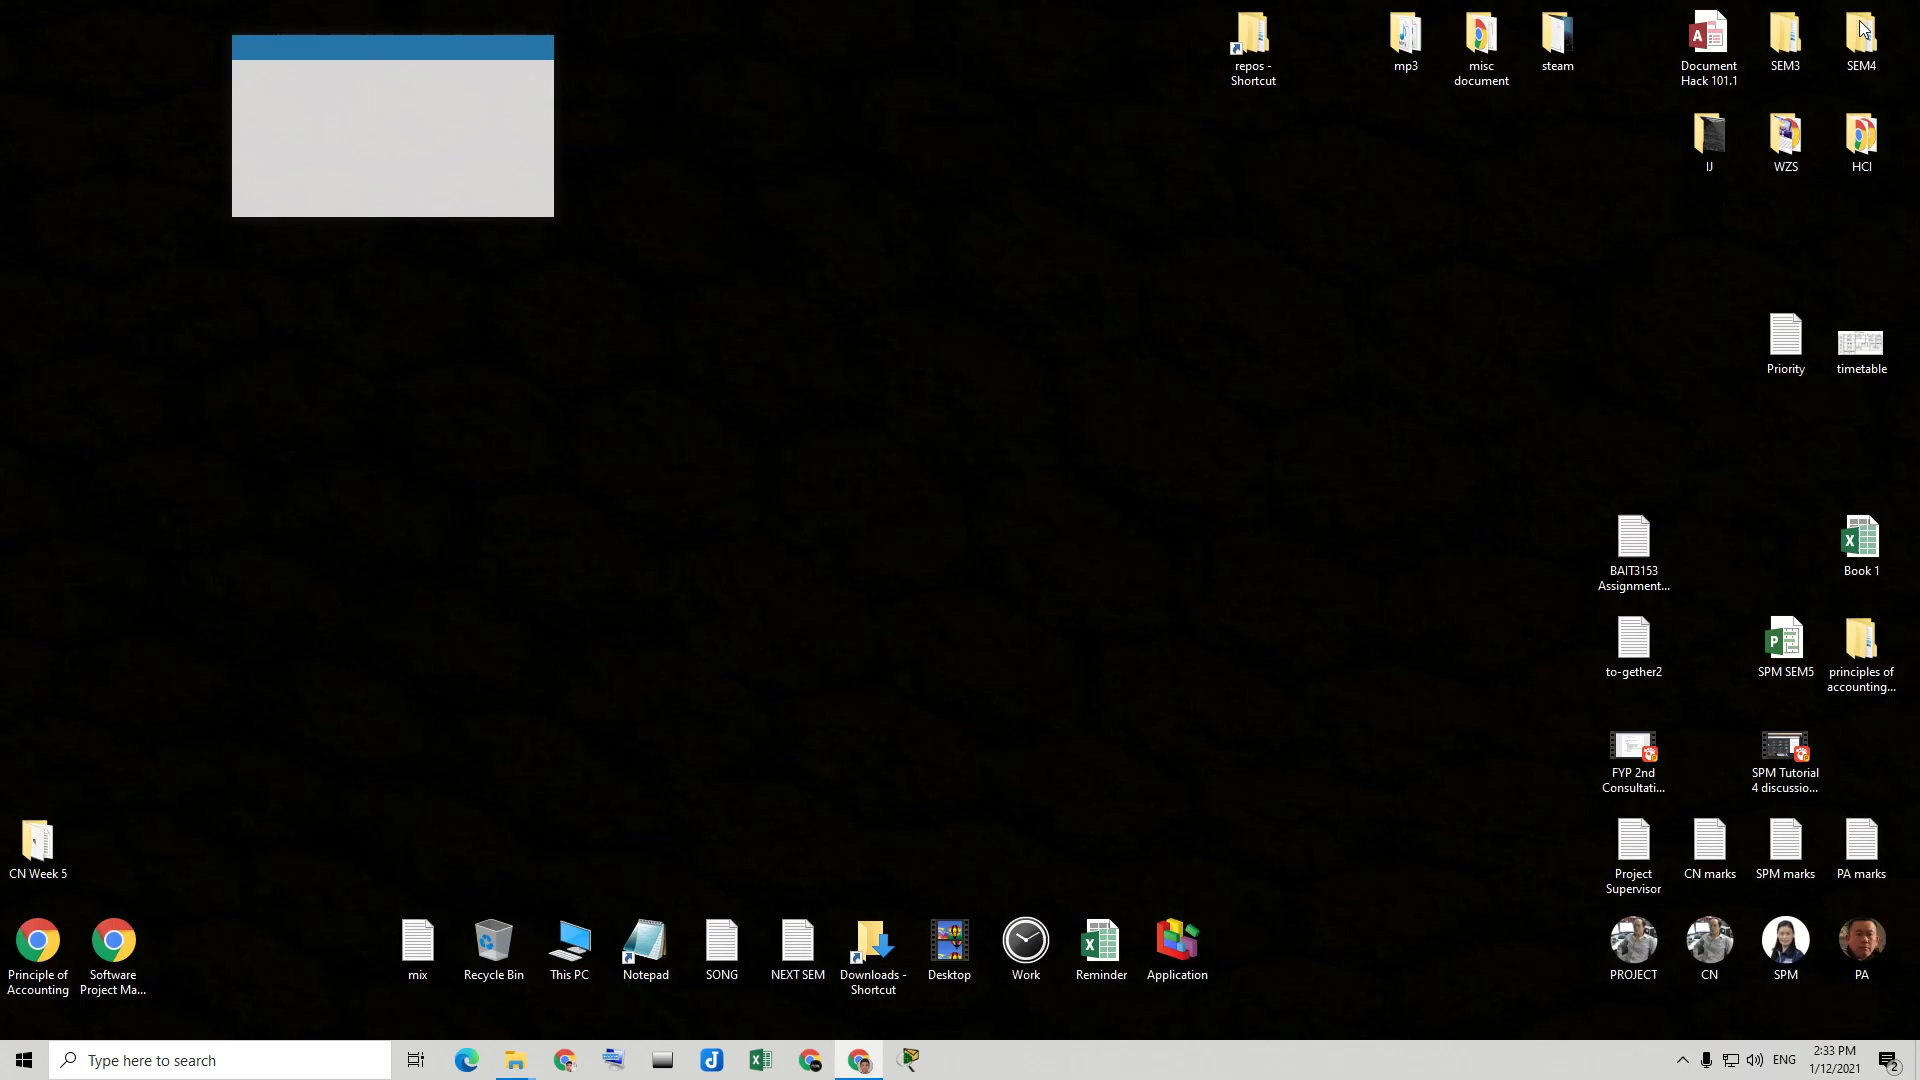 repos -
Shortcut
mp3
misc
document
steam
Document
Hack 101.1
SEM3
SEM4
IJ
WZS
HCI
Priority
timetable
BAIT3153
Assignment...
Book 1
to-gether2
SPM SEM5
principles of
accounting...
FYP 2nd
Consultati...
SPM Tutorial
4 discussio...
CN Week 5
Project
Supervisor
CN marks
SPM marks
PA marks
Principle of
Accounting
Software
Project Ma...
mix
Recycle Bin
This PC
Notepad
SONG
NEXT SEM
Downloads -
Shortcut
Desktop
Work
Reminder
Application
PROJECT
CN
SPM
PA
Type here to search
ENG
2:33 PM
1/12/2021
2